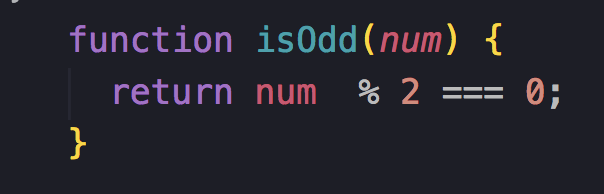 function isOdd(num) {
  return num  % 2 === 0;
}